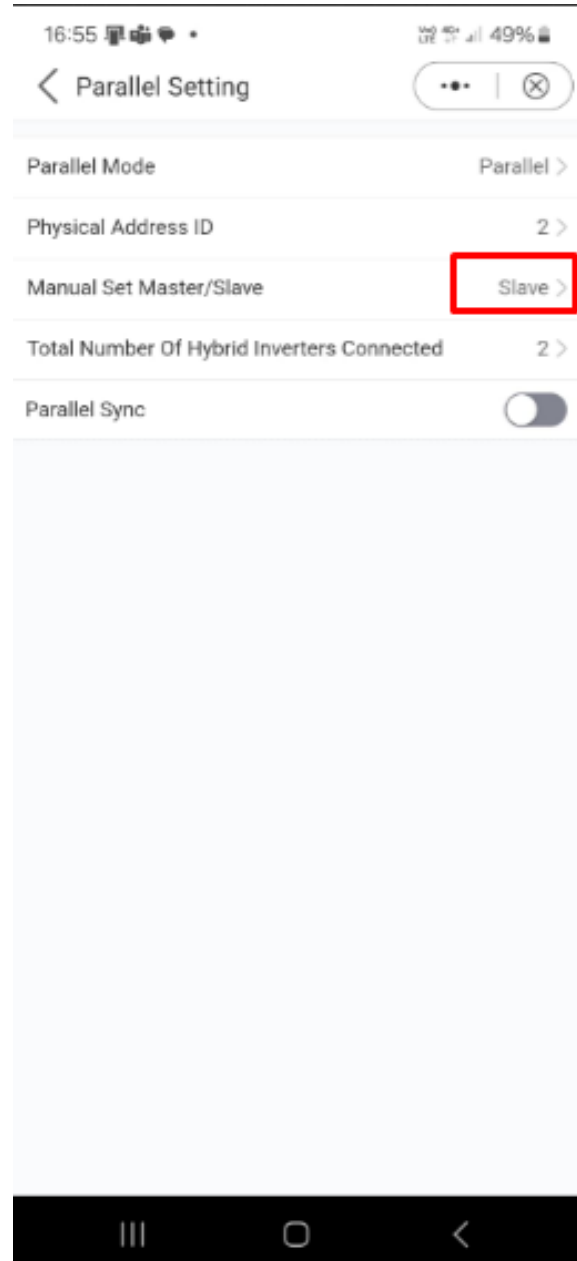 16:55 49%
Parallel Setting
Parallel Mode Parallel
Physical Address ID 2
Manual Set Master/Slave Slave
Total Number Of Hybrid Inverters Connected 2
Parallel Sync